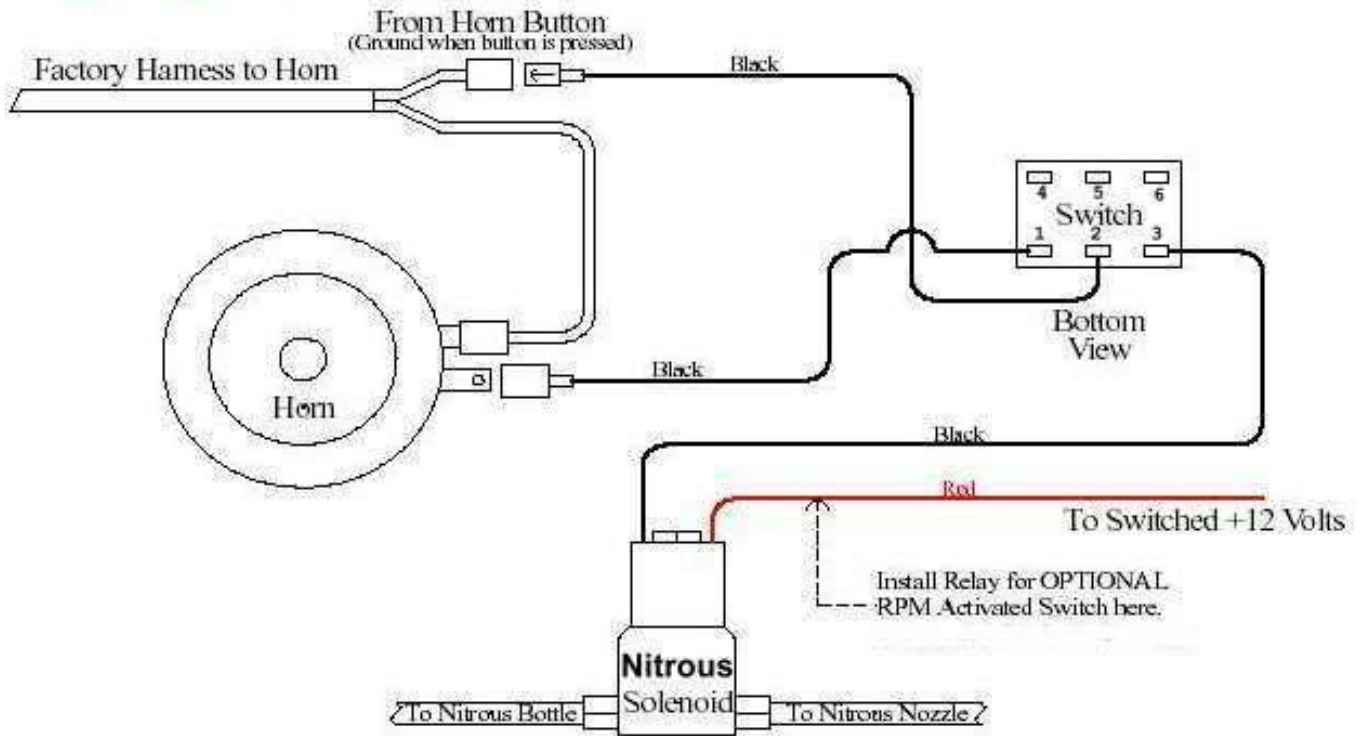 From Horn Button
(Ground when button is pressed)
Factory Harness to Horn
Black
4 5 6
Switch
1 2 3
Bottom
View
Horn
Black
Black
Red
To Switched +12 Volts
Install Relay for OPTIONAL
RPM Activated Switch here.
Nitrous
Solenoid
To Nitrous Bottle
To Nitrous Nozzle